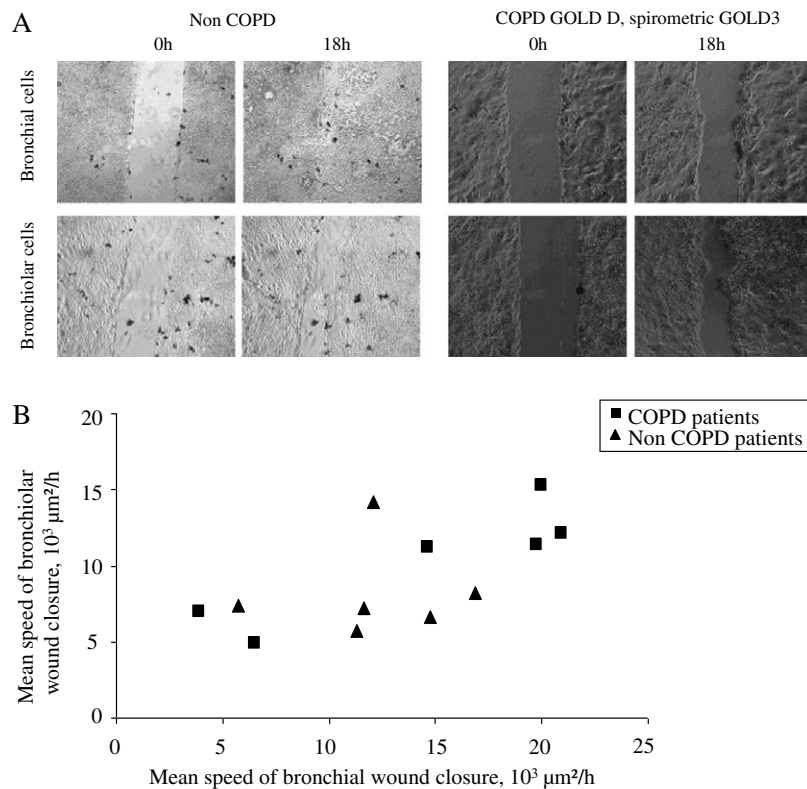 A
Non COPD
COPD GOLD D, spirometric GOLD3
0h
18h
0h
18h
Bronchial cells
Bronchiolar cells
B
COPD patients
Non COPD patients
Mean speed of bronchiolar
wound closure, 10³ µm²/h
20
15
10
5
0
0
5
10
15
20
25
Mean speed of bronchial wound closure, 10³ µm²/h